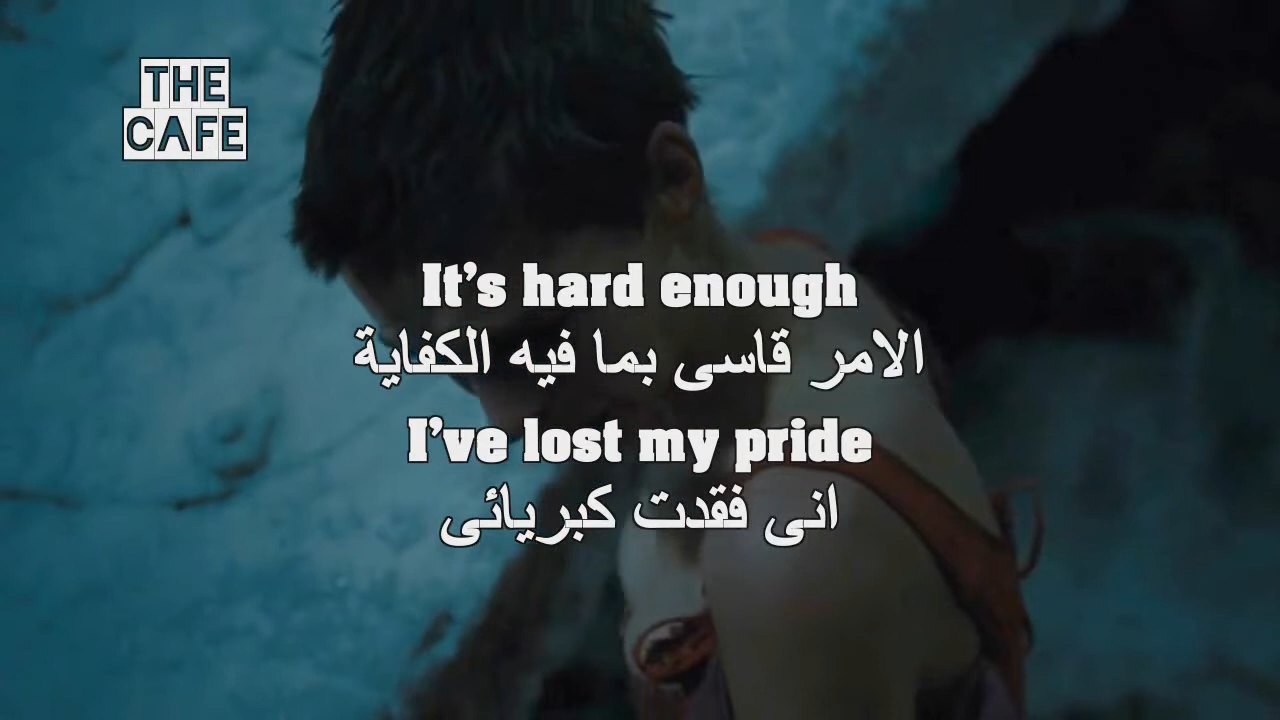 THE
CAFE
It's hard enough
الامر قاسى بما فيه الكفاية
I've lost my pride
انى فقدت كبريائى